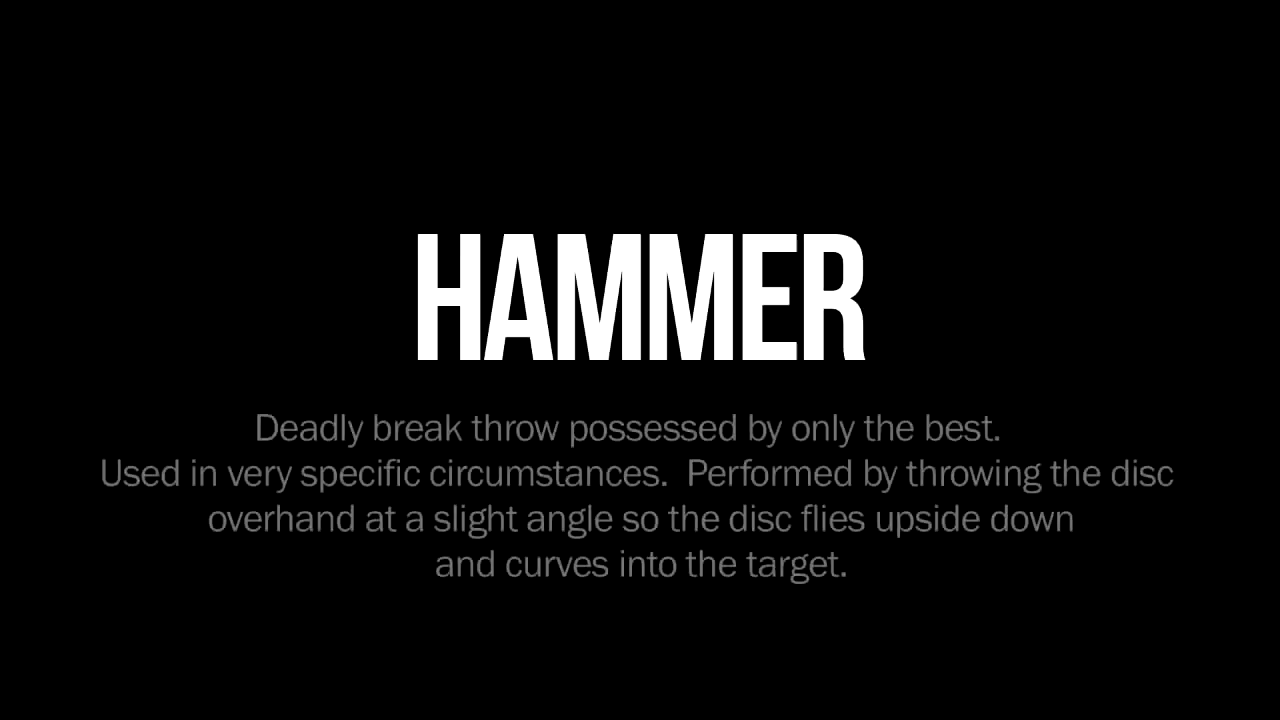 HAMMER
Deadly break throw possessed by only the best.
Used in very specific circumstances.  Performed by throwing the disc
overhand at a slight angle so the disc flies upside down
and curves into the target.